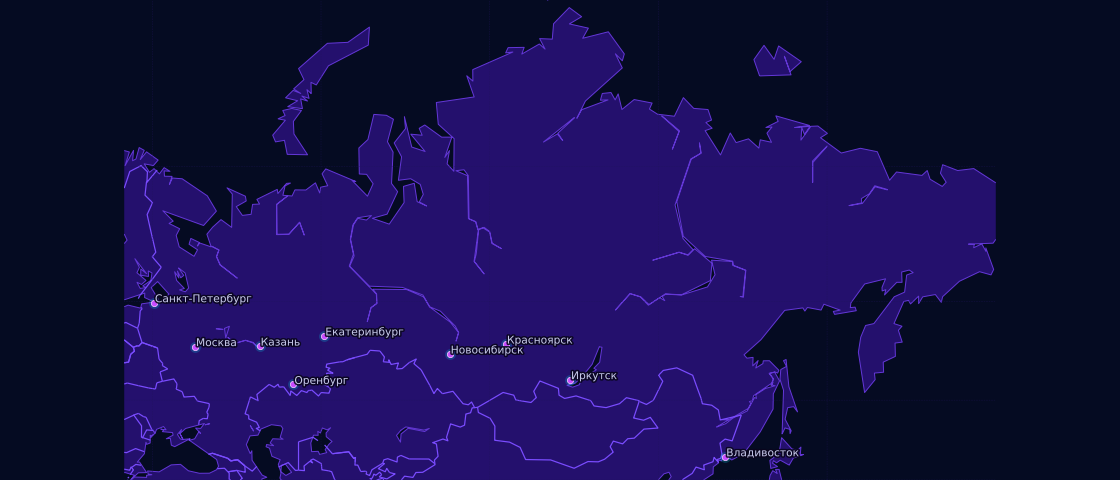 Санкт-Петербург
Екатеринбург
Москва
Казань
Красноярск
Новосибирск
Иркутск
Оренбург
Владивосток